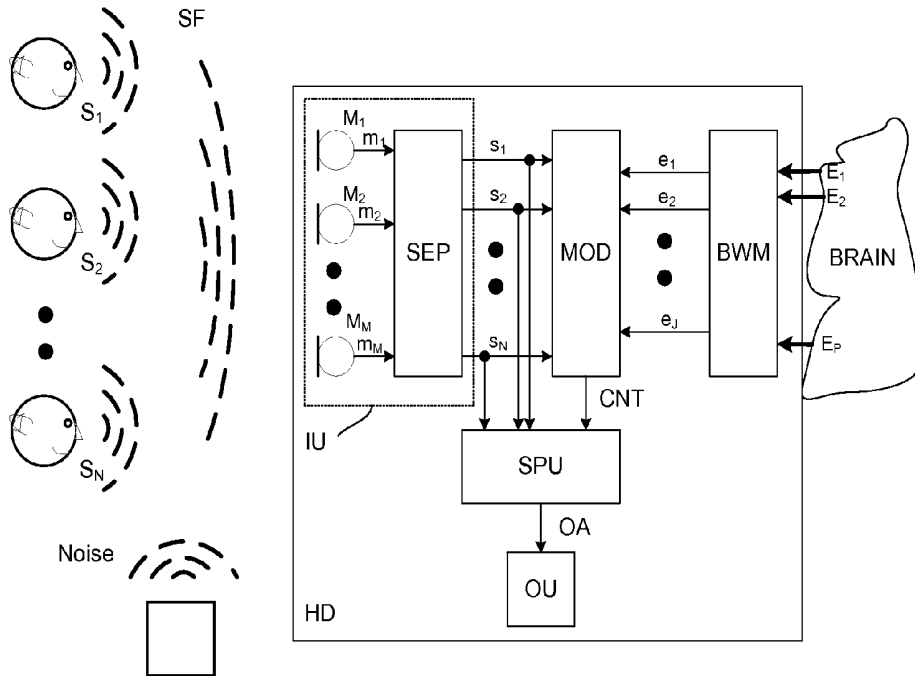 SF
S1
S2
SN
Noise
M1
m1
M2
m2
MM
mM
SEP
IU
s1
s2
sN
MOD
CNT
e1
e2
eJ
BWM
E1
E2
EP
BRAIN
SPU
OA
OU
HD